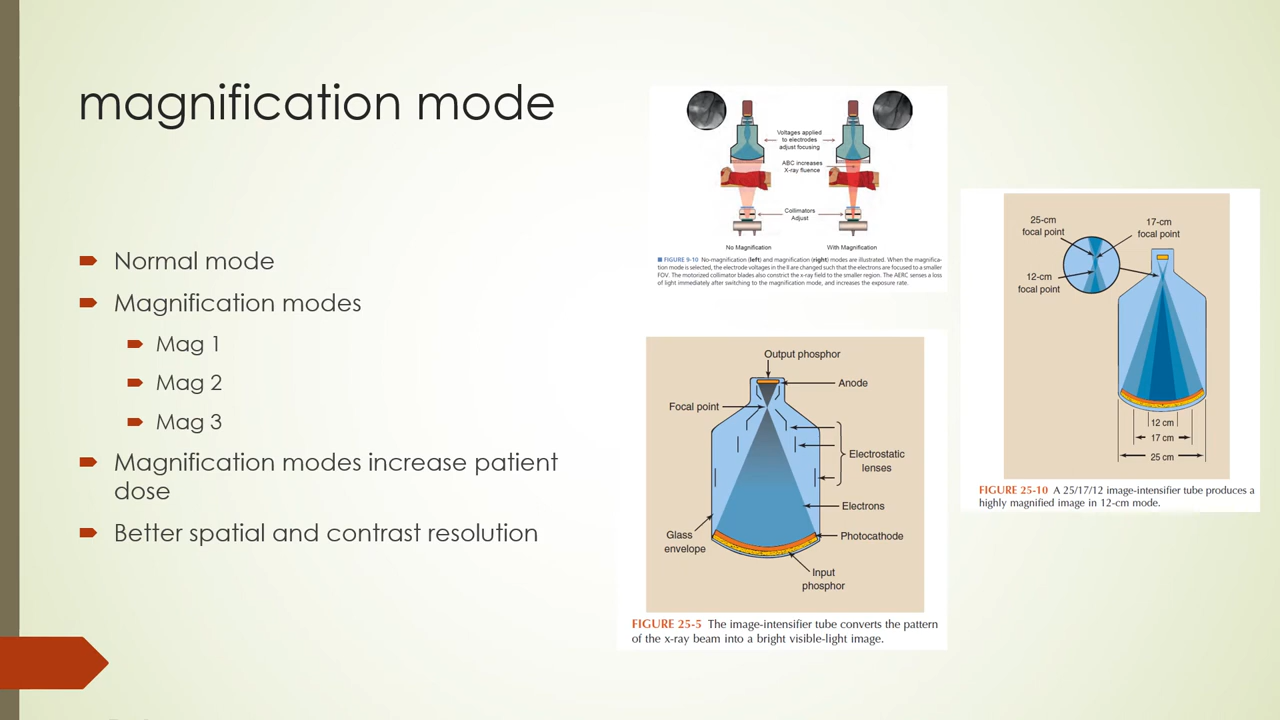 magnification mode
Normal mode
Magnification modes
Mag 1
Mag 2
Mag 3
Magnification modes increase patient
dose
Better spatial and contrast resolution
Voltages applied
to electrodes
adjust focusing
ABC increases
X-ray fluence
Collimators
Adjust
No Magnification
With Magnification
■ FIGURE 9-10 No-magnification (left) and magnification (right) modes are illustrated. When the magnifica-
tion mode is selected, the electrode voltages in the II are changed such that the electrons are focused to a smaller
FOV. The motorized collimator blades also constrict the x-ray field to the smaller region. The AERC senses a loss
of light immediately after switching to the magnification mode, and increases the exposure rate.
Output phosphor
Anode
Focal point
Electrostatic
lenses
Electrons
Glass
envelope
Photocathode
Input
phosphor
FIGURE 25-5 The image-intensifier tube converts the pattern
of the x-ray beam into a bright visible-light image.
25-cm
focal point
17-cm
focal point
12-cm
focal point
12 cm
17 cm
25 cm
FIGURE 25-10 A 25/17/12 image-intensifier tube produces a
highly magnified image in 12-cm mode.